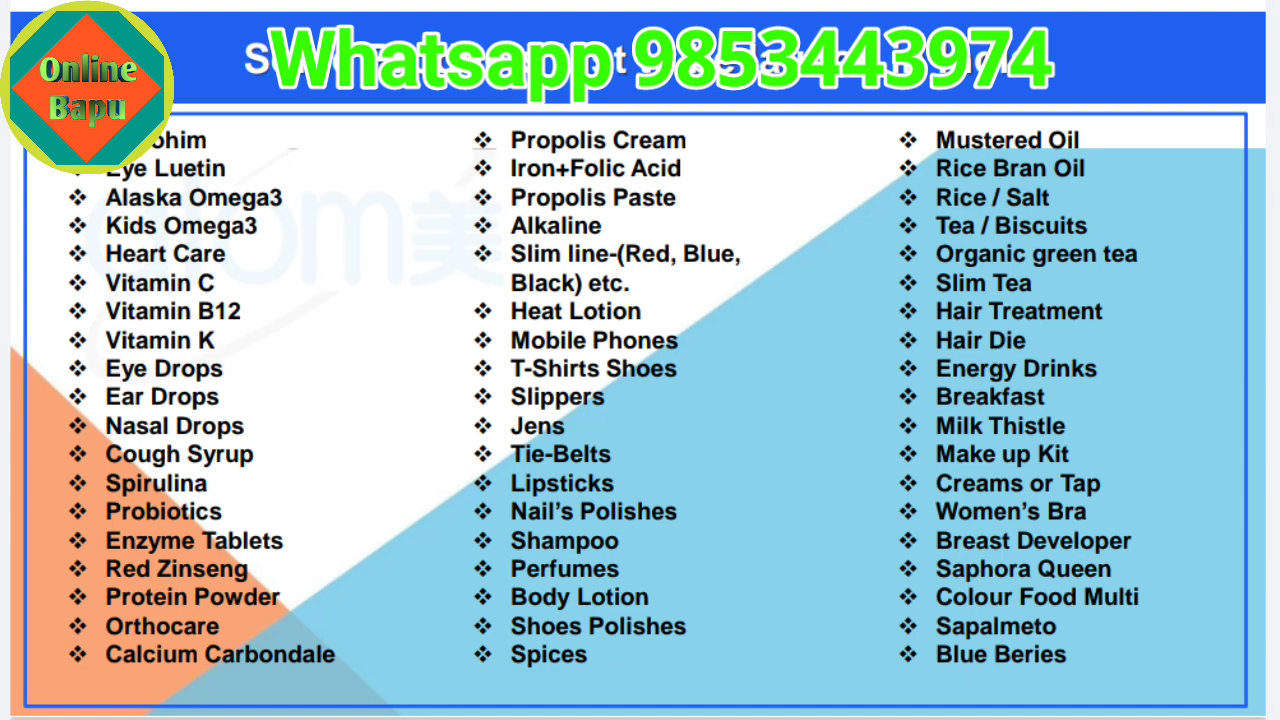 Online
Bapu
Whatsapp 9853443974
Eye Luetin
Alaska Omega3
Kids Omega3
Heart Care
Vitamin C
Vitamin B12
Vitamin K
Eye Drops
Ear Drops
Nasal Drops
Cough Syrup
Spirulina
Probiotics
Enzyme Tablets
Red Zinseng
Protein Powder
Orthocare
Calcium Carbondale
Propolis Cream
Iron+Folic Acid
Propolis Paste
Alkaline
Slim line-(Red, Blue,
Black) etc.
Heat Lotion
Mobile Phones
T-Shirts Shoes
Slippers
Jens
Tie-Belts
Lipsticks
Nail’s Polishes
Shampoo
Perfumes
Body Lotion
Shoes Polishes
Spices
Mustered Oil
Rice Bran Oil
Rice / Salt
Tea / Biscuits
Organic green tea
Slim Tea
Hair Treatment
Hair Die
Energy Drinks
Breakfast
Milk Thistle
Make up Kit
Creams or Tap
Women’s Bra
Breast Developer
Saphora Queen
Colour Food Multi
Sapalmeto
Blue Beries
atom美